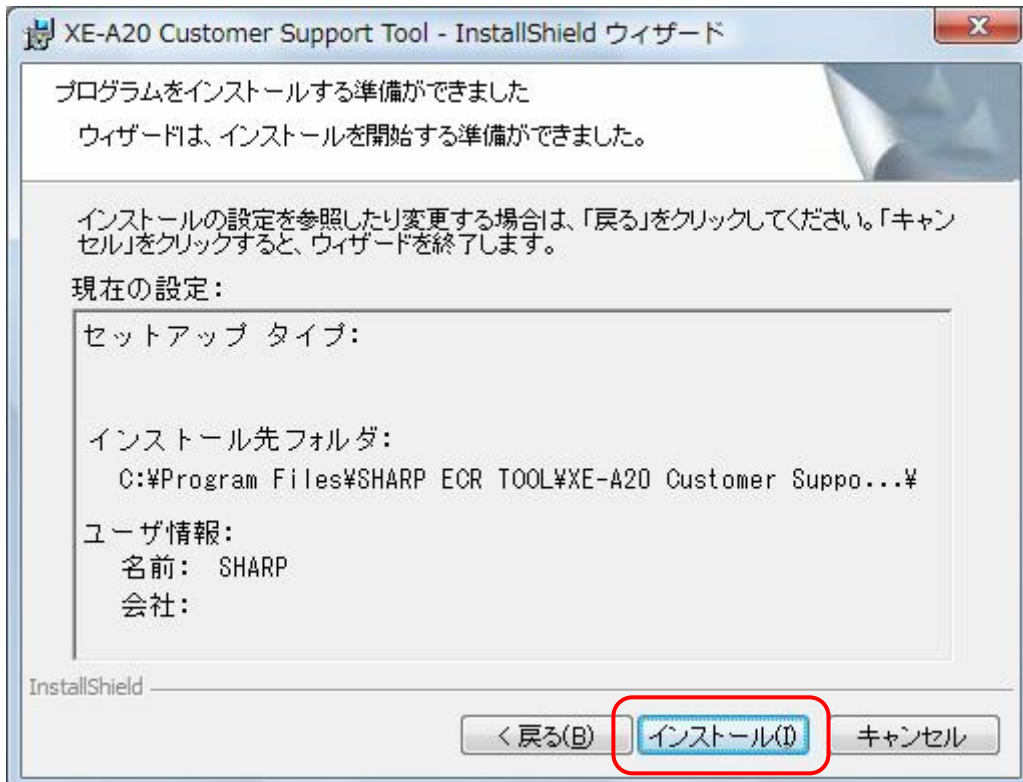 XE-A20 Customer Support Tool - InstallShield ウィザード
プログラムをインストールする準備ができました
ウィザードは、インストールを開始する準備ができました。
インストールの設定を参照したり変更する場合は、「戻る」をクリックしてください。「キャン
セル」をクリックすると、ウィザードを終了します。
現在の設定：
セットアップ タイプ：
インストール先フォルダ：
C:¥Program Files¥SHARP ECR TOOL¥XE-A20 Customer Suppo...¥
ユーザ情報：
名前： SHARP
会社：
InstallShield
< 戻る(B) インストール(I) キャンセル